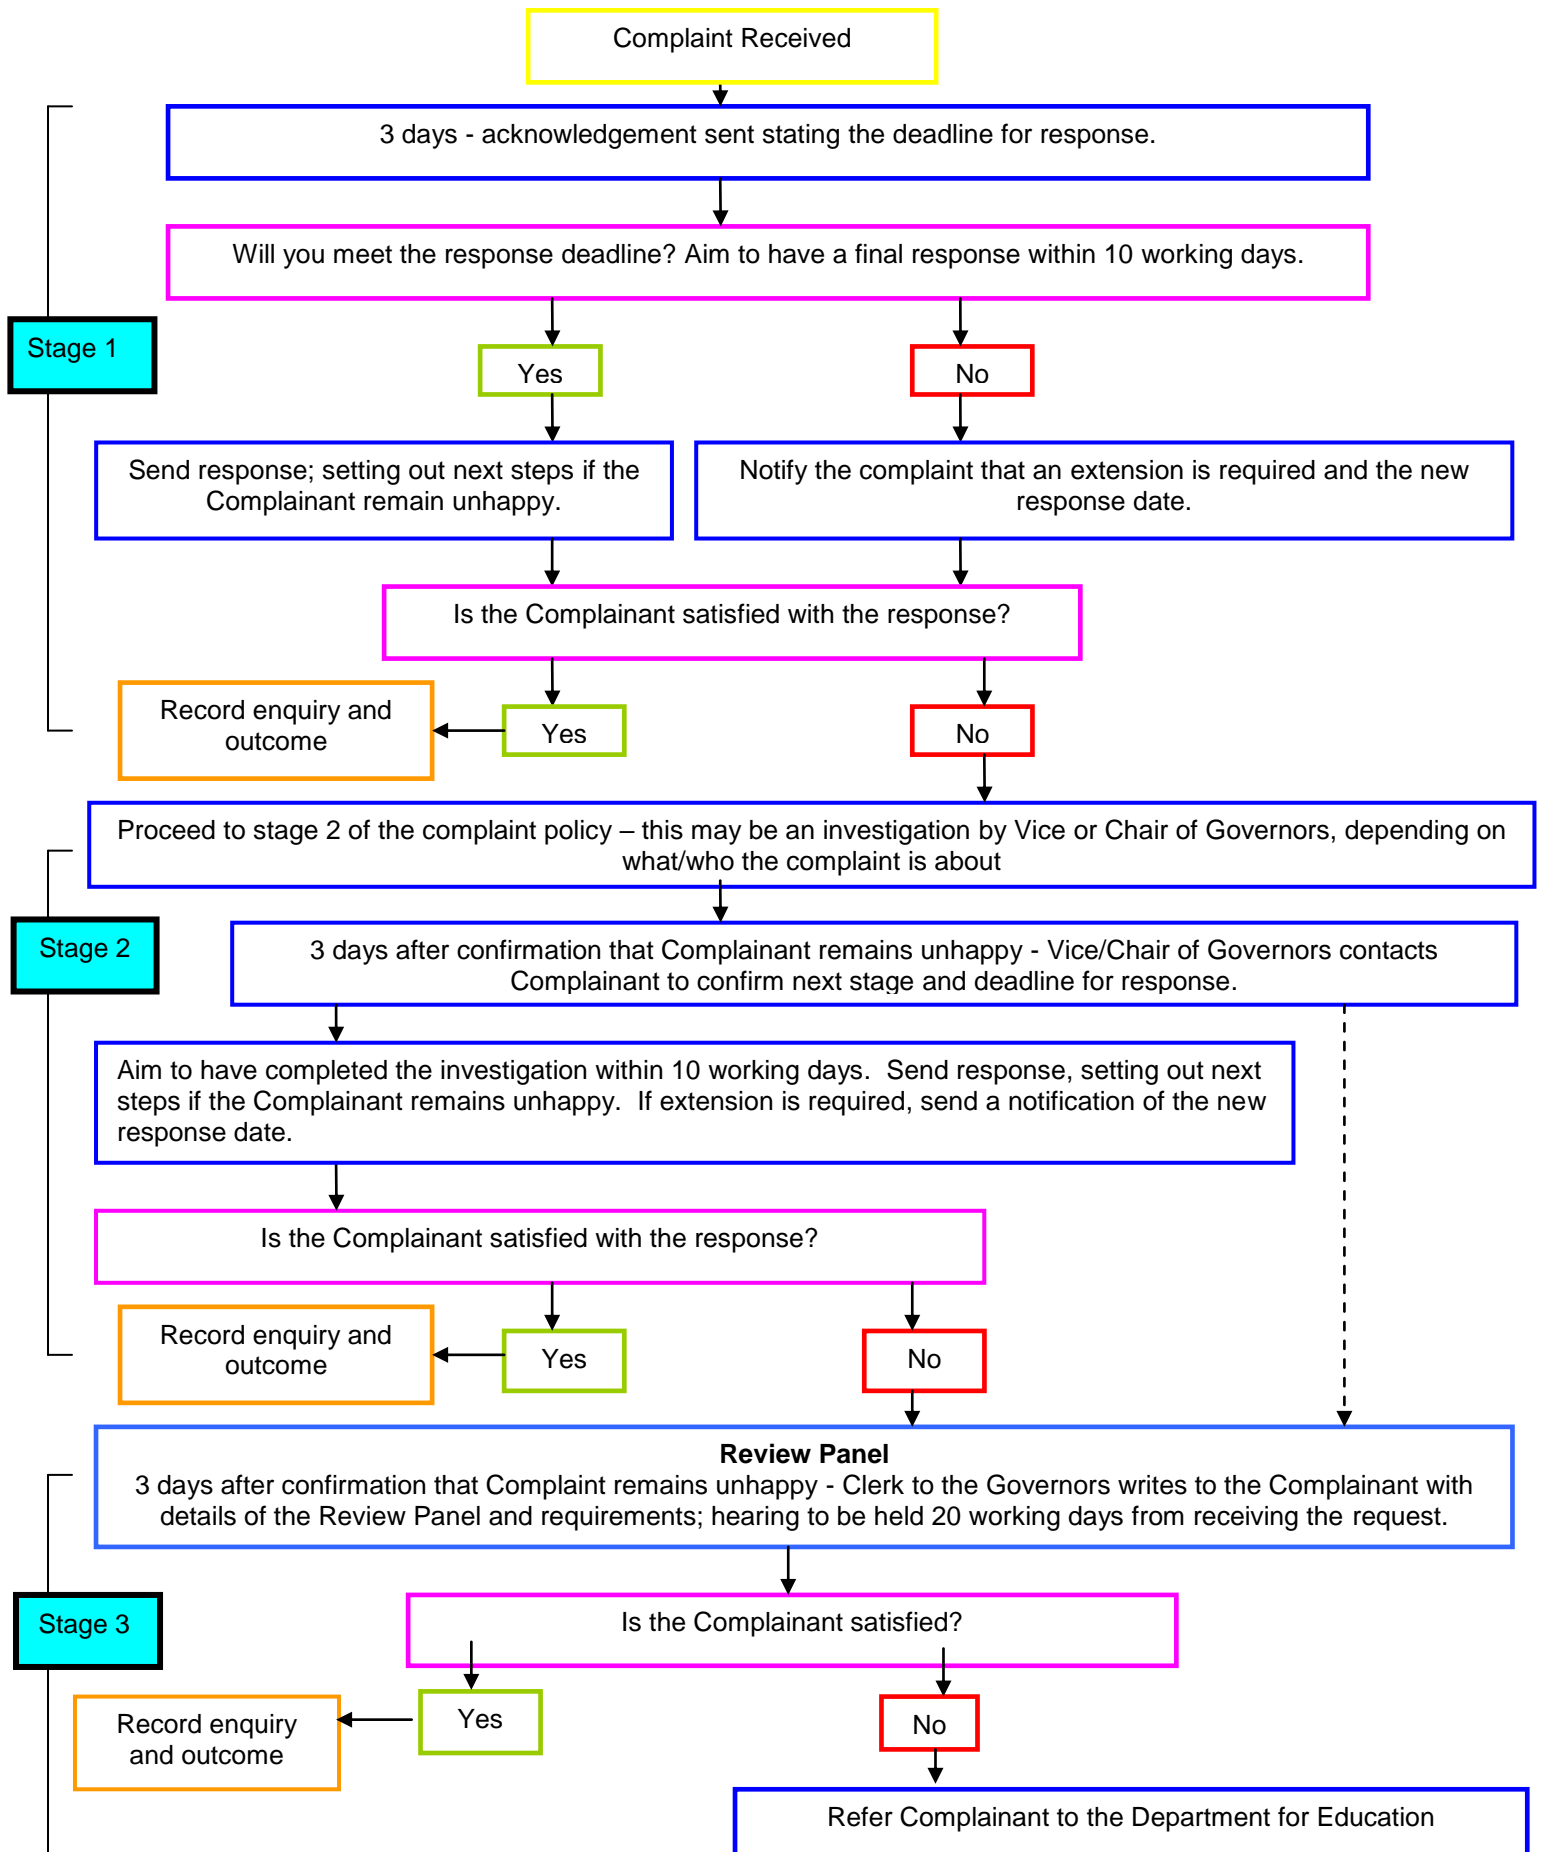 Complaint Received
3 days - acknowledgement sent stating the deadline for response.
Will you meet the response deadline? Aim to have a final response within 10 working days.
Stage 1
Yes
No
Send response; setting out next steps if the
Complainant remain unhappy.
Notify the complaint that an extension is required and the new
response date.
Is the Complainant satisfied with the response?
Record enquiry and
outcome
Yes
No
Proceed to stage 2 of the complaint policy – this may be an investigation by Vice or Chair of Governors, depending on
what/who the complaint is about
Stage 2
3 days after confirmation that Complainant remains unhappy - Vice/Chair of Governors contacts
Complainant to confirm next stage and deadline for response.
Aim to have completed the investigation within 10 working days.  Send response, setting out next
steps if the Complainant remains unhappy.  If extension is required, send a notification of the new
response date.
Is the Complainant satisfied with the response?
Record enquiry and
outcome
Yes
No
Review Panel
3 days after confirmation that Complaint remains unhappy - Clerk to the Governors writes to the Complainant with
details of the Review Panel and requirements; hearing to be held 20 working days from receiving the request.
Stage 3
Is the Complainant satisfied?
Record enquiry
and outcome
Yes
No
Refer Complainant to the Department for Education